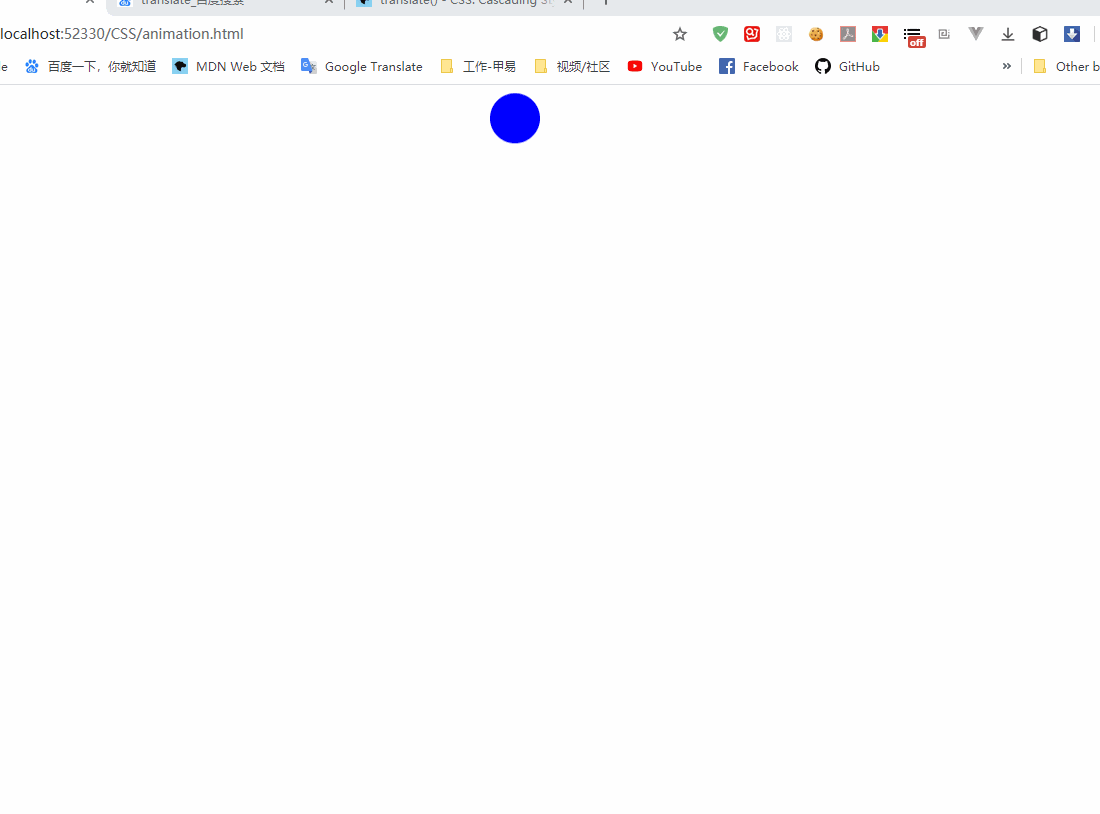 translate_百度搜索 translate() - CSS: Cascading St
localhost:52330/CSS/animation.html off
e 百度一下，你就知道 MDN Web 文档 Google Translate 工作-甲易 视频/社区 YouTube Facebook GitHub » Other b